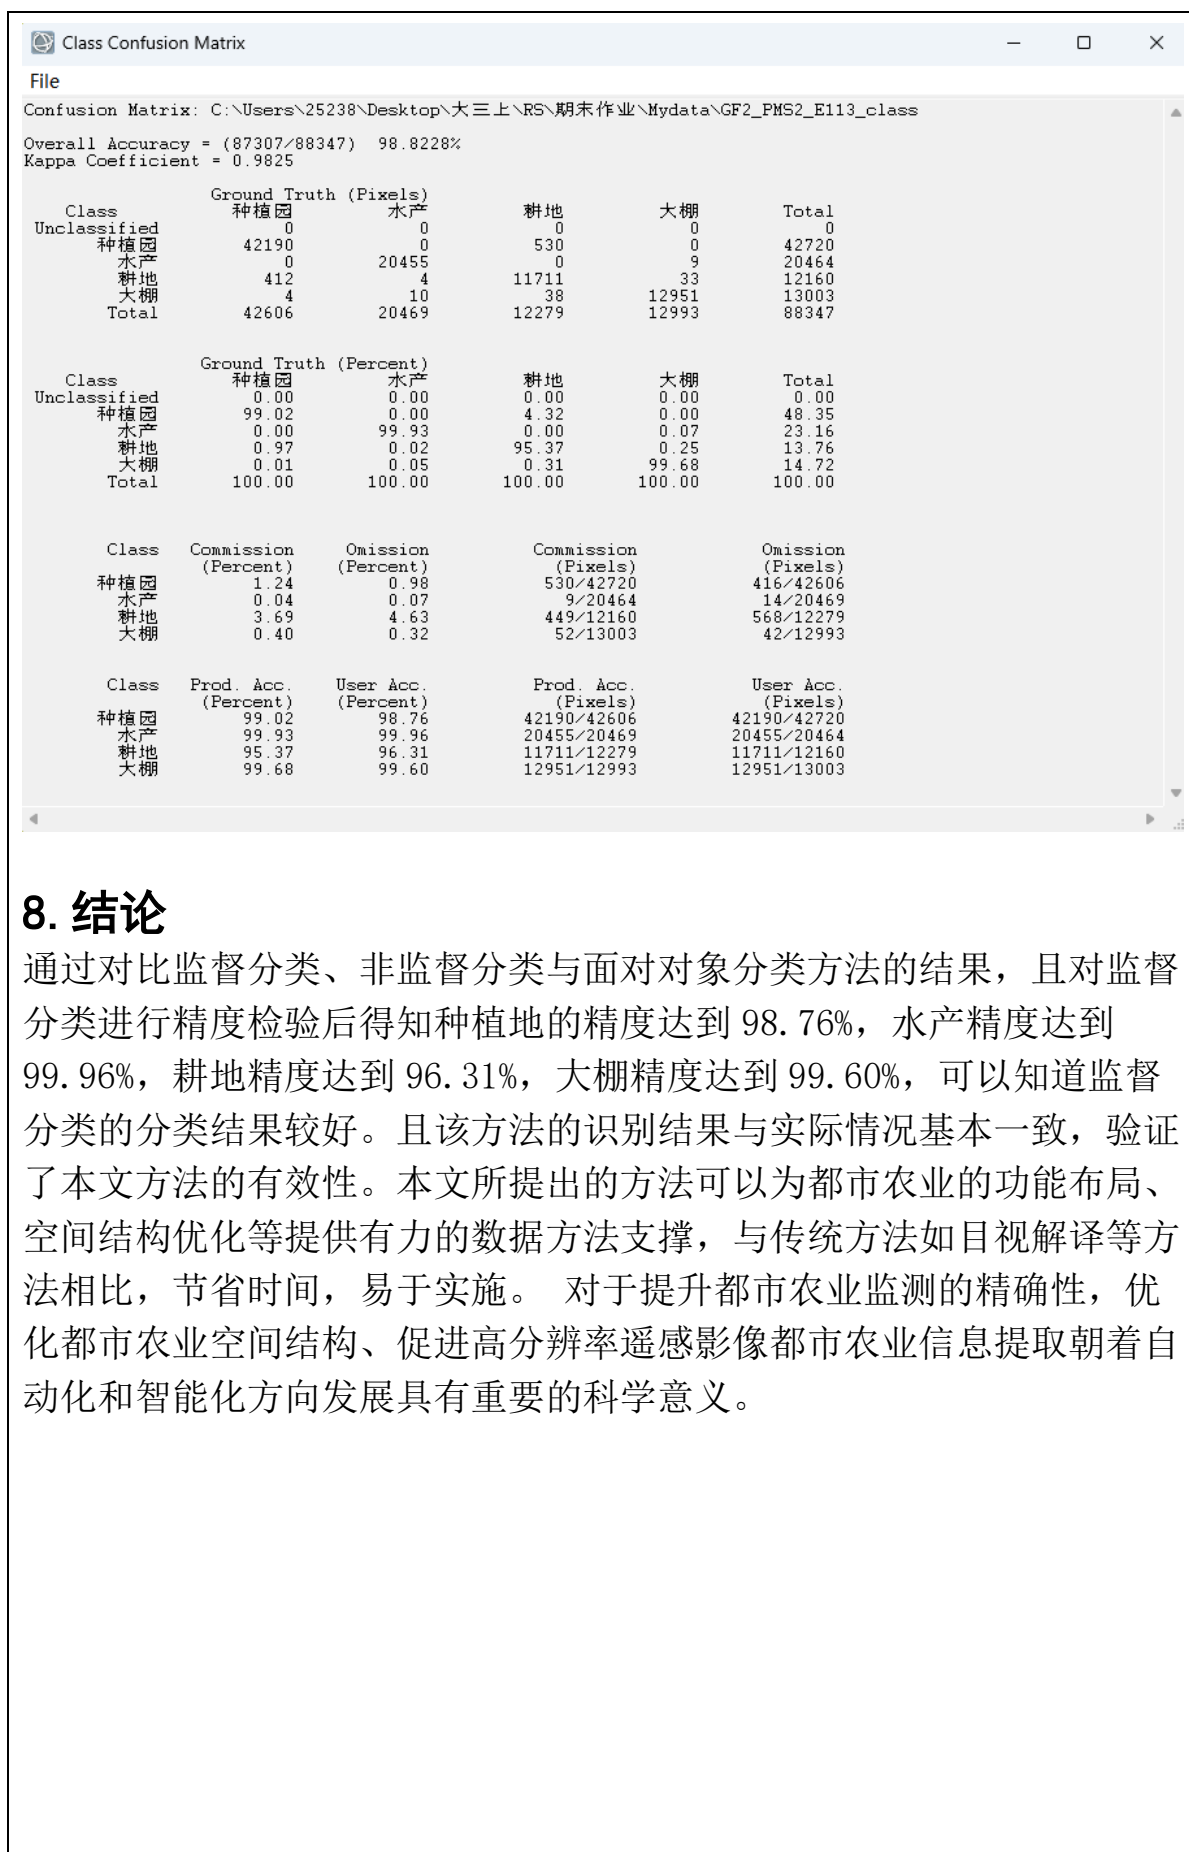 Class Confusion Matrix
File
Confusion Matrix: C:\Users\25238\Desktop\大三上\RS\期末作业\Mydata\GF2_PMS2_E113_class
Overall Accuracy = (87307/88347)  98.8228%
Kappa Coefficient = 0.9825
Ground Truth (Pixels)
Class 种植园 水产 耕地 大棚 Total
Unclassified 0 0 0 0 0
种植园 42190 0 530 0 42720
水产 0 20455 0 9 20464
耕地 412 4 11711 33 12160
大棚 4 10 38 12951 13003
Total 42606 20469 12279 12993 88347
Ground Truth (Percent)
Class 种植园 水产 耕地 大棚 Total
Unclassified 0.00 0.00 0.00 0.00 0.00
种植园 99.02 0.00 4.32 0.00 48.35
水产 0.00 99.93 0.00 0.07 23.16
耕地 0.97 0.02 95.37 0.25 13.76
大棚 0.01 0.05 0.31 99.68 14.72
Total 100.00 100.00 100.00 100.00 100.00
Class Commission Omission Commission Omission
(Percent) (Percent) (Pixels) (Pixels)
种植园 1.24 0.98 530/42720 416/42606
水产 0.04 0.07 9/20464 14/20469
耕地 3.69 4.63 449/12160 568/12279
大棚 0.40 0.32 52/13003 42/12993
Class Prod. Acc. User Acc. Prod. Acc. User Acc.
(Percent) (Percent) (Pixels) (Pixels)
种植园 99.02 98.76 42190/42606 42190/42720
水产 99.93 99.96 20455/20469 20455/20464
耕地 95.37 96.31 11711/12279 11711/12160
大棚 99.68 99.60 12951/12993 12951/13003
8. 结论
通过对比监督分类、非监督分类与面对对象分类方法的结果，且对监督
分类进行精度检验后得知种植地的精度达到 98.76%，水产精度达到
99.96%，耕地精度达到 96.31%，大棚精度达到 99.60%，可以知道监督
分类的分类结果较好。且该方法的识别结果与实际情况基本一致，验证
了本文方法的有效性。本文所提出的方法可以为都市农业的功能布局、
空间结构优化等提供有力的数据方法支撑，与传统方法如目视解译等方
法相比，节省时间，易于实施。 对于提升都市农业监测的精确性，优
化都市农业空间结构、促进高分辨率遥感影像都市农业信息提取朝着自
动化和智能化方向发展具有重要的科学意义。